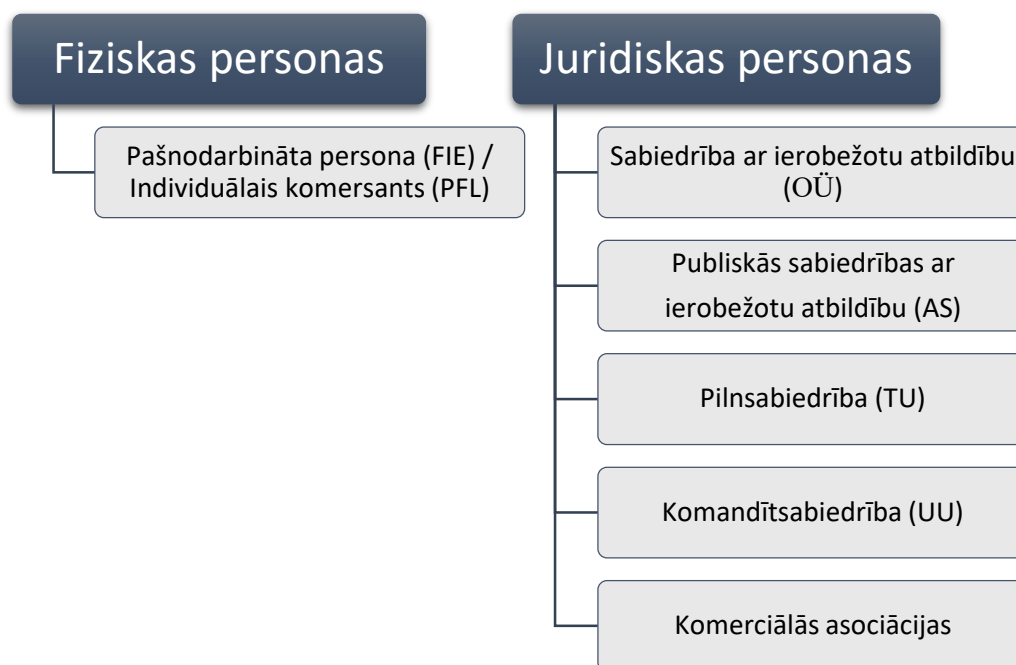 Fiziskas personas
Pašnodarbināta persona (FIE) /
Individuālais komersants (PFL)
Juridiskas personas
Sabiedrība ar ierobežotu atbildību
(OÜ)
Publiskās sabiedrības ar
ierobežotu atbildību (AS)
Pilnsabiedrība (TU)
Komandītsabiedrība (UU)
Komerciālās asociācijas